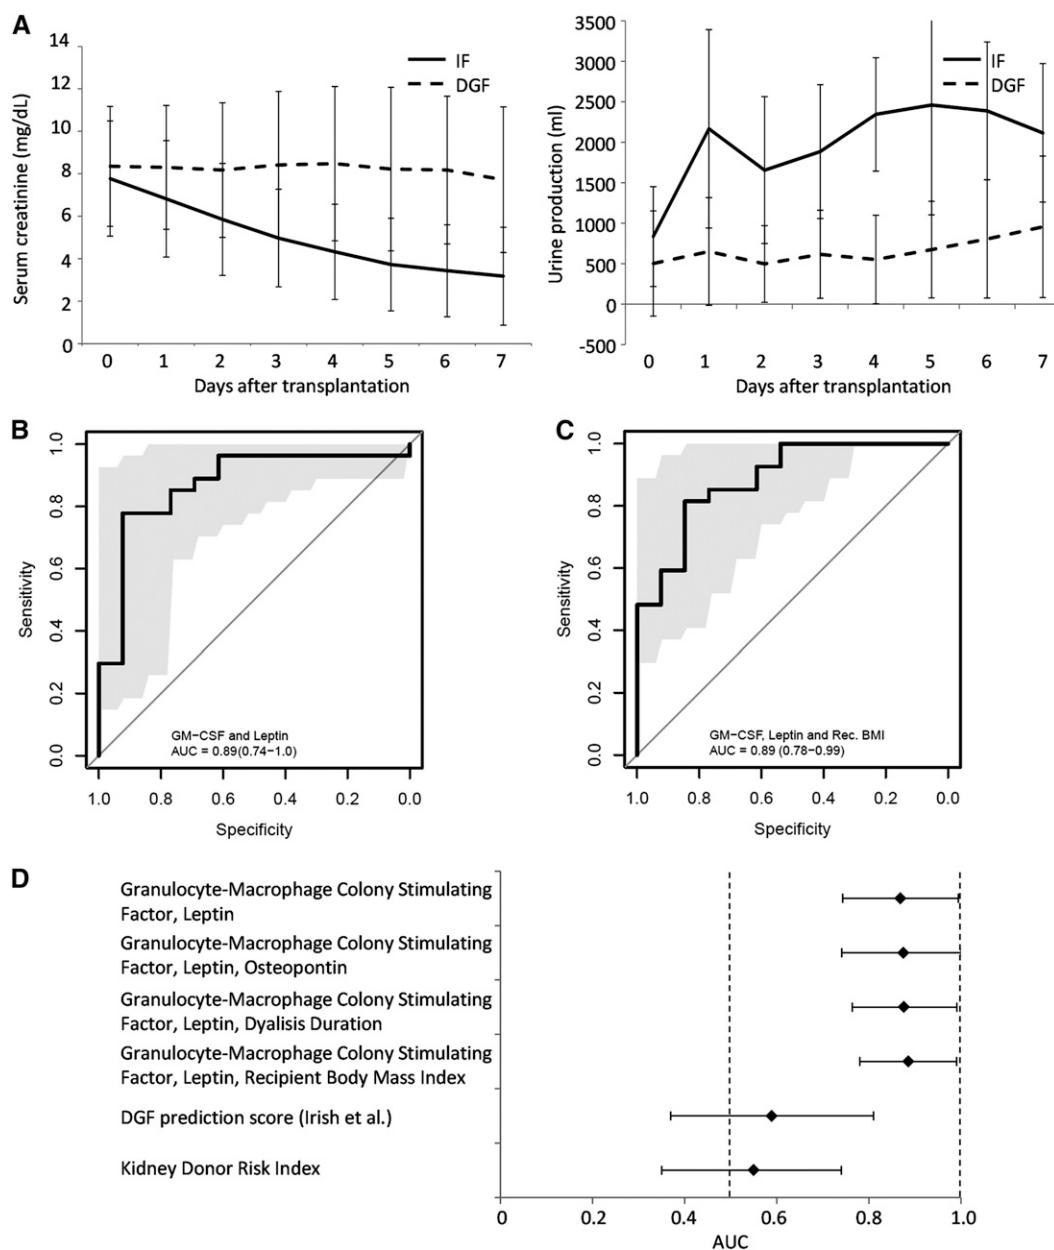 A
14
12
10
8
6
4
2
0
Serum creatinine (mg/dL)
IF
DGF
0 1 2 3 4 5 6 7
Days after transplantation
3500
3000
2500
2000
1500
1000
500
0
-500
Urine production (ml)
IF
DGF
0 1 2 3 4 5 6 7
Days after transplantation
B
1.0
0.8
0.6
0.4
0.2
0.0
Sensitivity
GM−CSF and Leptin
AUC = 0.89(0.74−1.0)
1.0 0.8 0.6 0.4 0.2 0.0
Specificity
C
1.0
0.8
0.6
0.4
0.2
0.0
Sensitivity
GM−CSF, Leptin and Rec. BMI
AUC = 0.89 (0.78−0.99)
1.0 0.8 0.6 0.4 0.2 0.0
Specificity
D
Granulocyte-Macrophage Colony Stimulating
Factor, Leptin
Granulocyte-Macrophage Colony Stimulating
Factor, Leptin, Osteopontin
Granulocyte-Macrophage Colony Stimulating
Factor, Leptin, Dyalisis Duration
Granulocyte-Macrophage Colony Stimulating
Factor, Leptin, Recipient Body Mass Index
DGF prediction score (Irish et al.)
Kidney Donor Risk Index
0 0.2 0.4 0.6 0.8 1.0
AUC